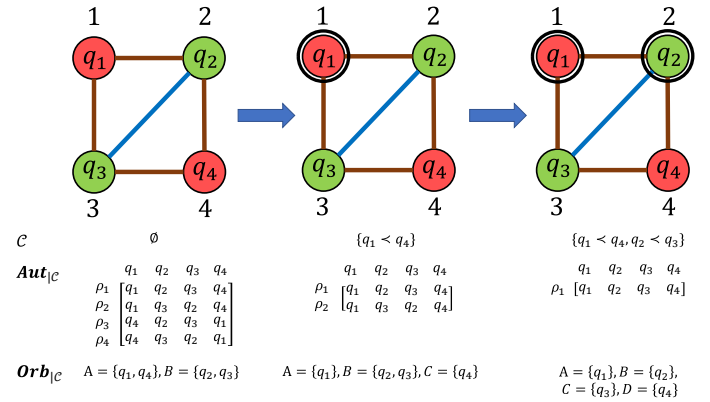 1 2 1 2 1 2
q₁ q₂ q₁ q₂ q₁ q₂
q₃ q₄ q₃ q₄ q₃ q₄
3 4 3 4 3 4
𝒞 ∅ {q₁ ≺ q₄} {q₁ ≺ q₄, q₂ ≺ q₃}
Aut|𝒞 q₁ q₂ q₃ q₄ q₁ q₂ q₃ q₄ q₁ q₂ q₃ q₄
ρ₁ [q₁ q₂ q₃ q₄] ρ₁ [q₁ q₂ q₃ q₄] ρ₁ [q₁ q₂ q₃ q₄]
ρ₂ [q₁ q₃ q₂ q₄] ρ₂ [q₁ q₃ q₂ q₄]
ρ₃ [q₄ q₂ q₃ q₁]
ρ₄ [q₄ q₃ q₂ q₁]
Orb|𝒞 A = {q₁, q₄}, B = {q₂, q₃} A = {q₁}, B = {q₂, q₃}, C = {q₄} A = {q₁}, B = {q₂},
C = {q₃}, D = {q₄}